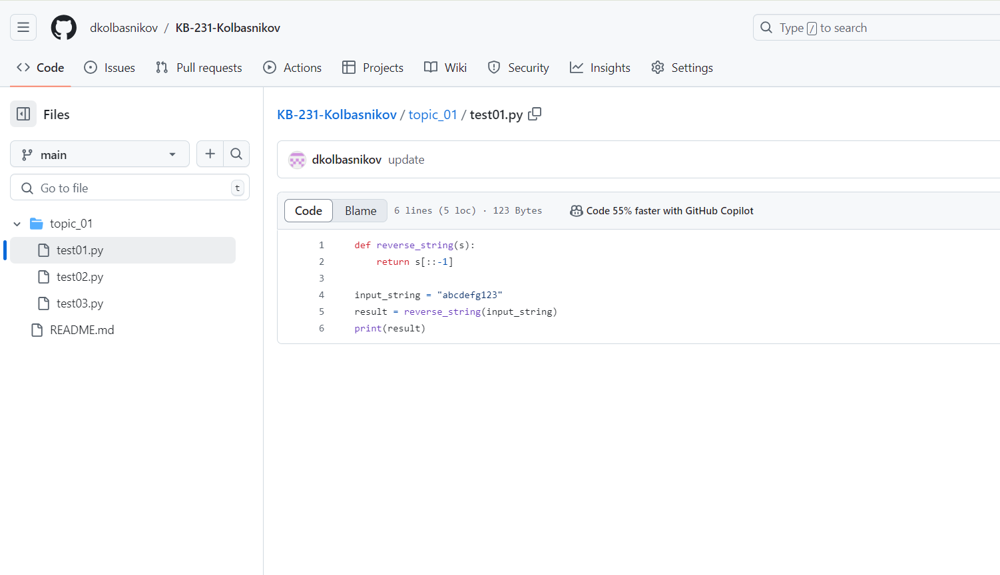 dkolbasnikov / KB-231-Kolbasnikov
Type / to search
Code Issues Pull requests Actions Projects Wiki Security Insights Settings
Files
main
Go to file t
topic_01
test01.py
test02.py
test03.py
README.md
KB-231-Kolbasnikov / topic_01 / test01.py
dkolbasnikov update
Code Blame 6 lines (5 loc) · 123 Bytes Code 55% faster with GitHub Copilot
1 def reverse_string(s):
2     return s[::-1]
3
4 input_string = "abcdefg123"
5 result = reverse_string(input_string)
6 print(result)